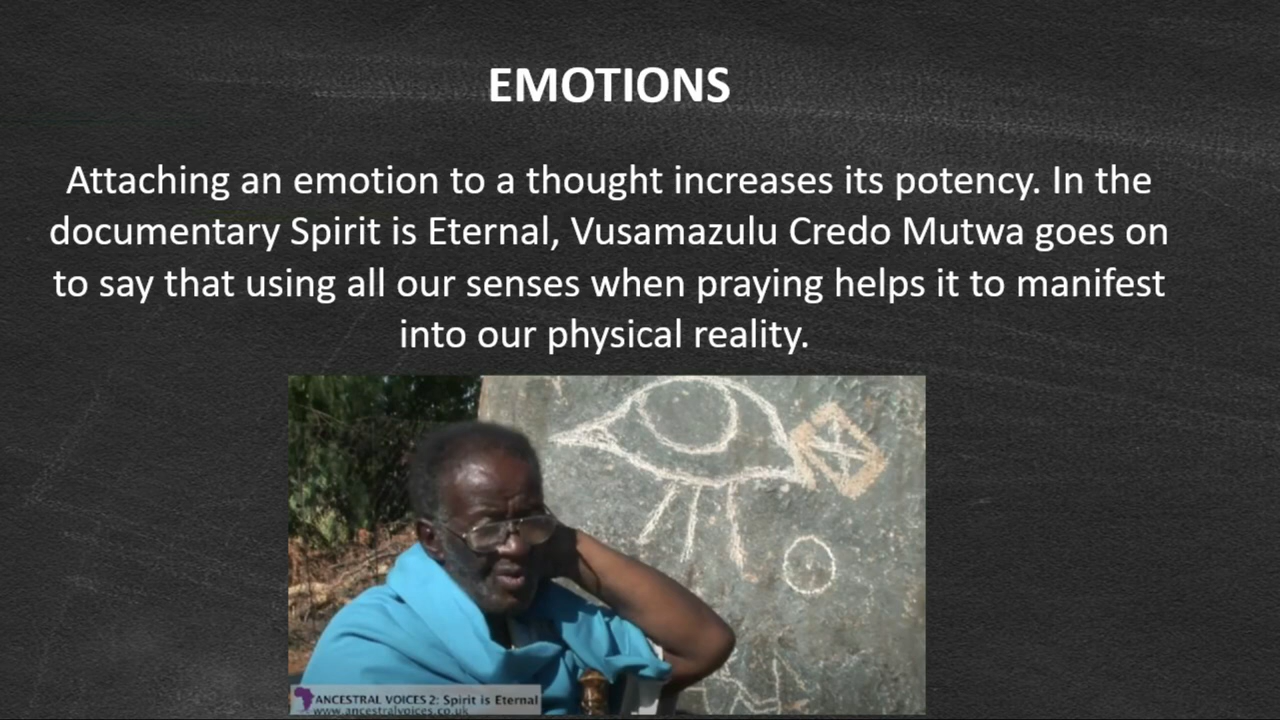 EMOTIONS
Attaching an emotion to a thought increases its potency. In the
documentary Spirit is Eternal, Vusamazulu Credo Mutwa goes on
to say that using all our senses when praying helps it to manifest
into our physical reality.
ANCESTRAL VOICES 2: Spirit is Eternal
www.ancestralvoices.co.uk